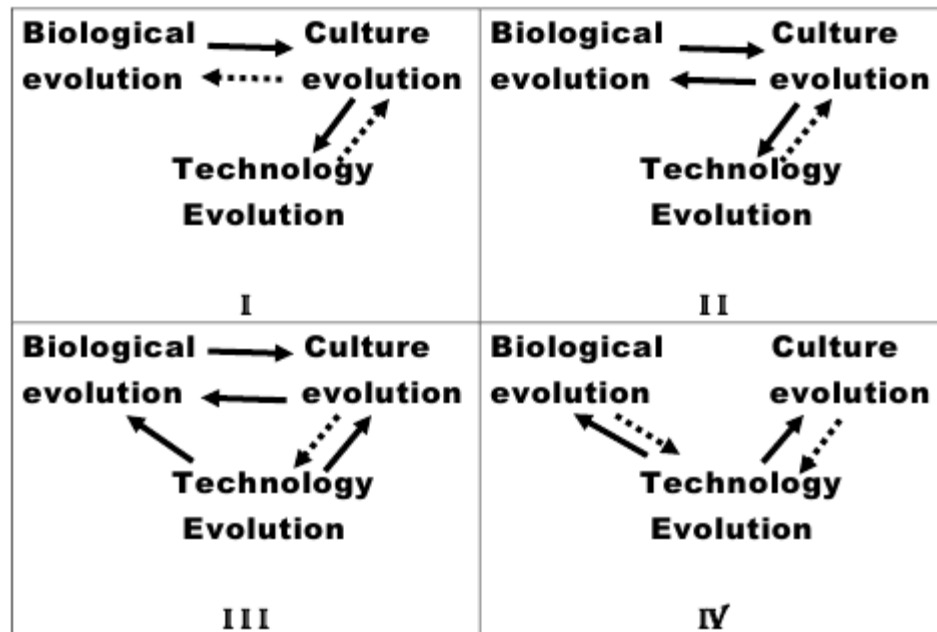 Biological Culture
evolution evolution
Technology
Evolution
I
Biological Culture
evolution evolution
Technology
Evolution
II
Biological Culture
evolution evolution
Technology
Evolution
III
Biological Culture
evolution evolution
Technology
Evolution
IV